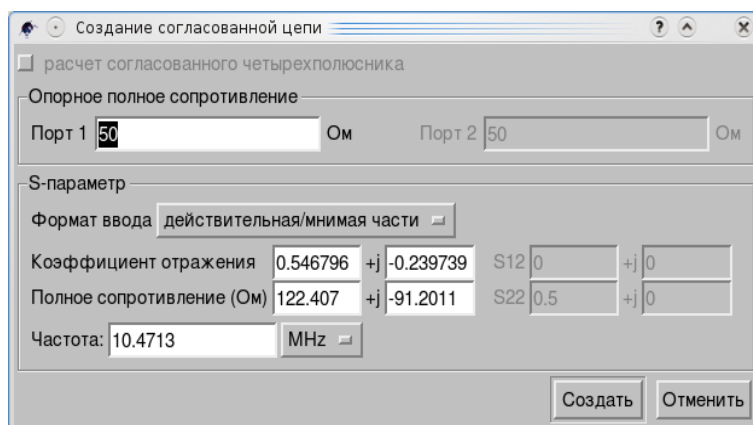 Создание согласованной цепи
расчет согласованного четырехполюсника
Опорное полное сопротивление
Порт 1 50 Ом Порт 2 50 Ом
S-параметр
Формат ввода действительная/мнимая части
Коэффициент отражения 0.546796 +j -0.239739 S12 0 +j 0
Полное сопротивление (Ом) 122.407 +j -91.2011 S22 0.5 +j 0
Частота: 10.4713 MHz
Создать Отменить